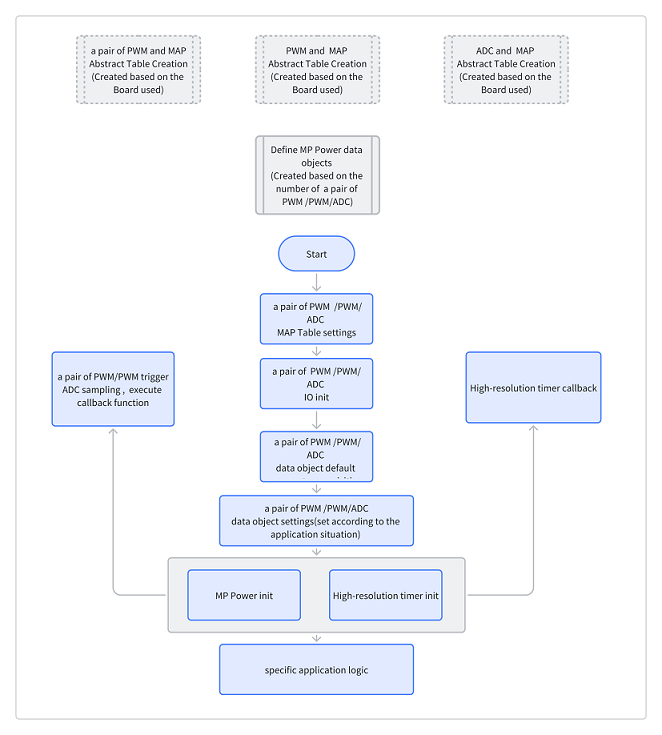 a pair of PWM and MAP
Abstract Table Creation
(Created based on the
Board used)
PWM and MAP
Abstract Table Creation
(Created based on the
Board used)
ADC and MAP
Abstract Table Creation
(Created based on the
Board used)
Define MP Power data
objects
(Created based on the
number of a pair of
PWM /PWM/ADC)
Start
a pair of PWM /PWM/
ADC
MAP Table settings
a pair of PWM/PWM trigger
ADC sampling , execute
callback function
a pair of PWM /PWM/
ADC
IO init
High-resolution timer callback
a pair of PWM /PWM/
ADC
data object default
a pair of PWM /PWM/ADC
data object settings(set according to the
application situation)
MP Power init
High-resolution timer init
specific application logic